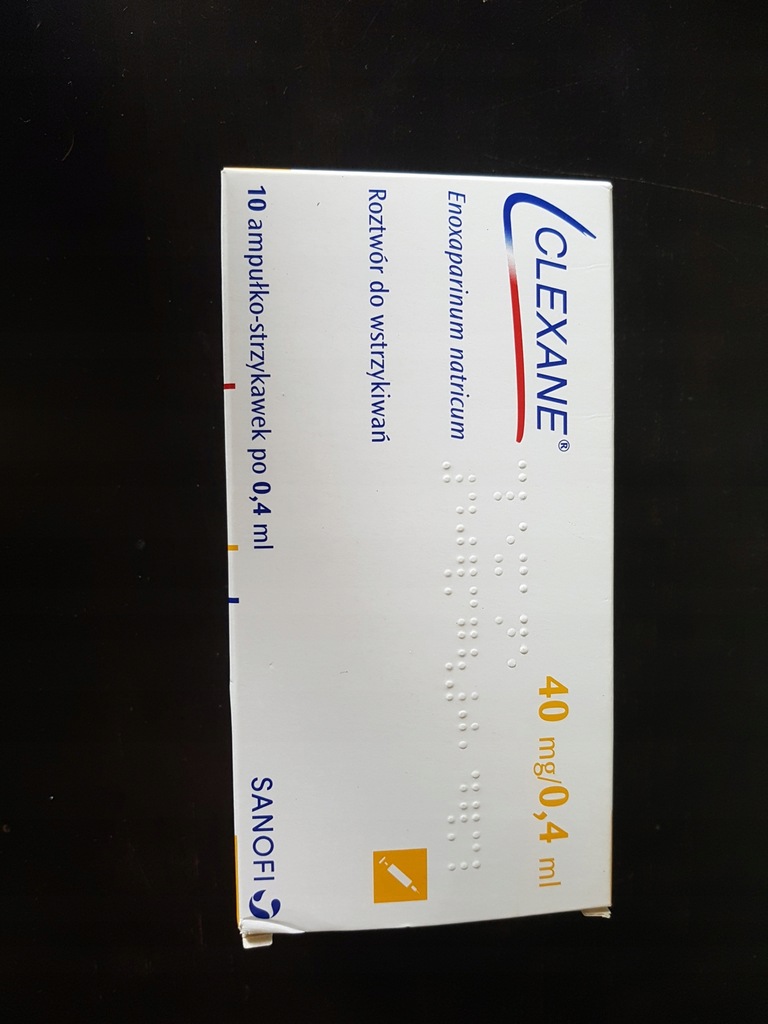 CLEXANE®
40 mg/0,4 ml
Enoxaparinum natricum
Roztwór do wstrzykiwań
10 ampułko-strzykawek po 0,4 ml
SANOFI